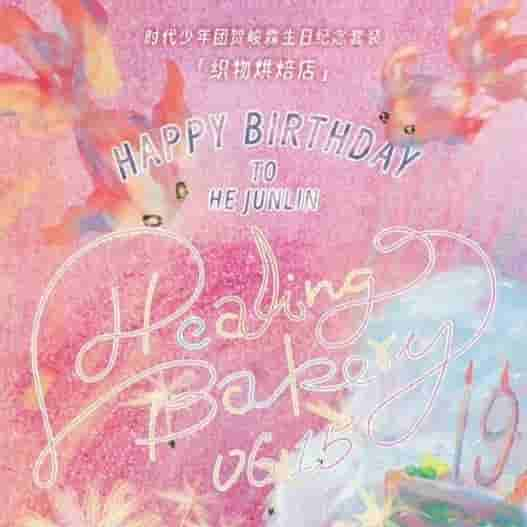 时代少年团贺峻霖生日纪念套装
「织物烘焙店」
HAPPY BIRTHDAY
TO
HE JUNLIN
Healing
Bakery
06.15
19